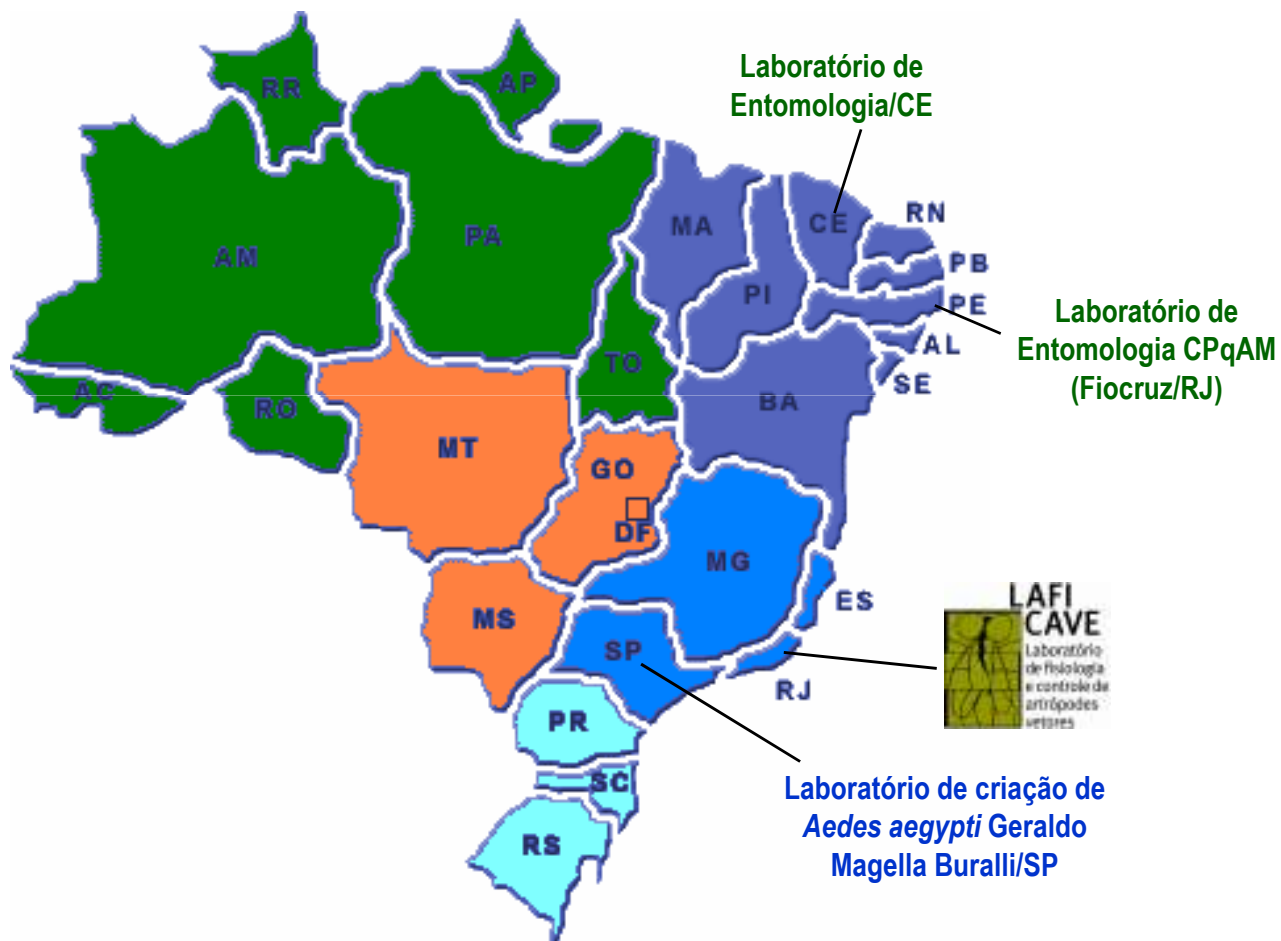 Laboratório de
Entomologia/CE
RR
AP
AM
PA
MA
PI
CE
RN
PB
PE
AL
SE
BA
TO
AC
RO
MT
GO
DF
MG
ES
MS
SP
RJ
PR
SC
RS
Laboratório de
Entomologia CPqAM
(Fiocruz/RJ)
LAFI
CAVE
Laboratório
de fisiologia
e controle de
artrópodes
vetores
Laboratório de criação de
Aedes aegypti Geraldo
Magella Buralli/SP